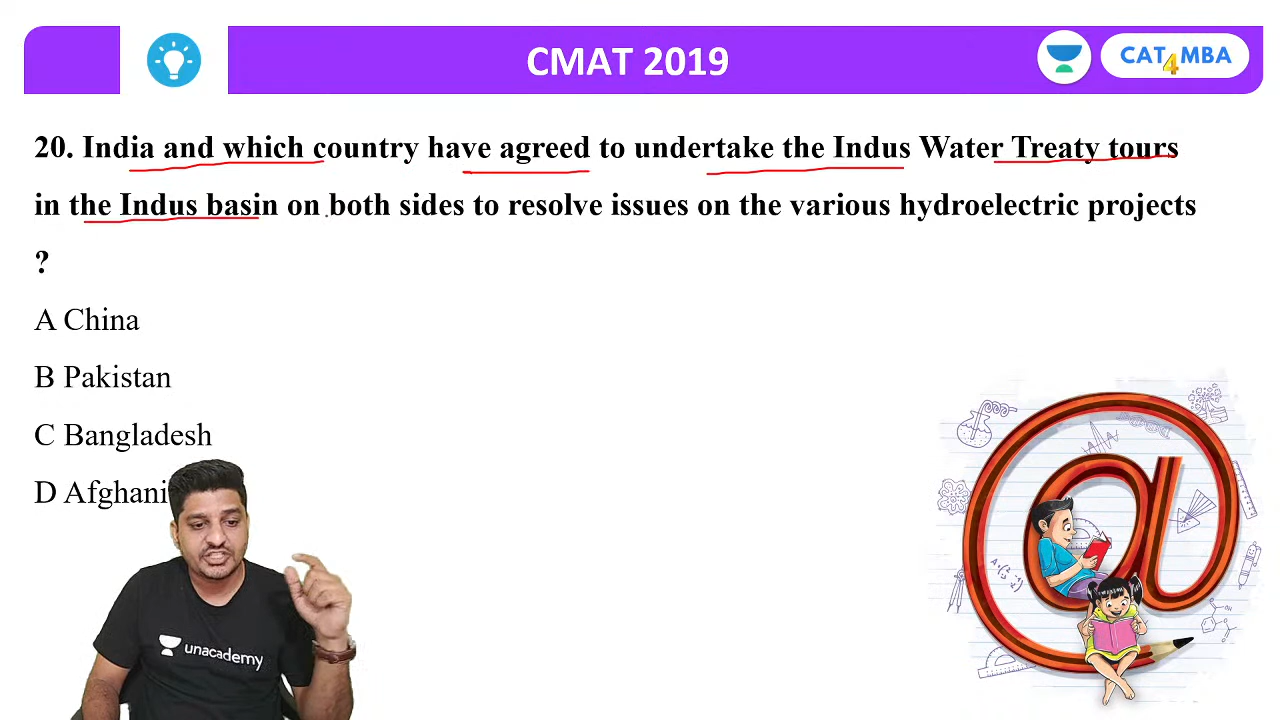 CMAT 2019
CAT4MBA
20. India and which country have agreed to undertake the Indus Water Treaty tours
in the Indus basin on both sides to resolve issues on the various hydroelectric projects
?
A China
B Pakistan
C Bangladesh
D Afghani
unacademy